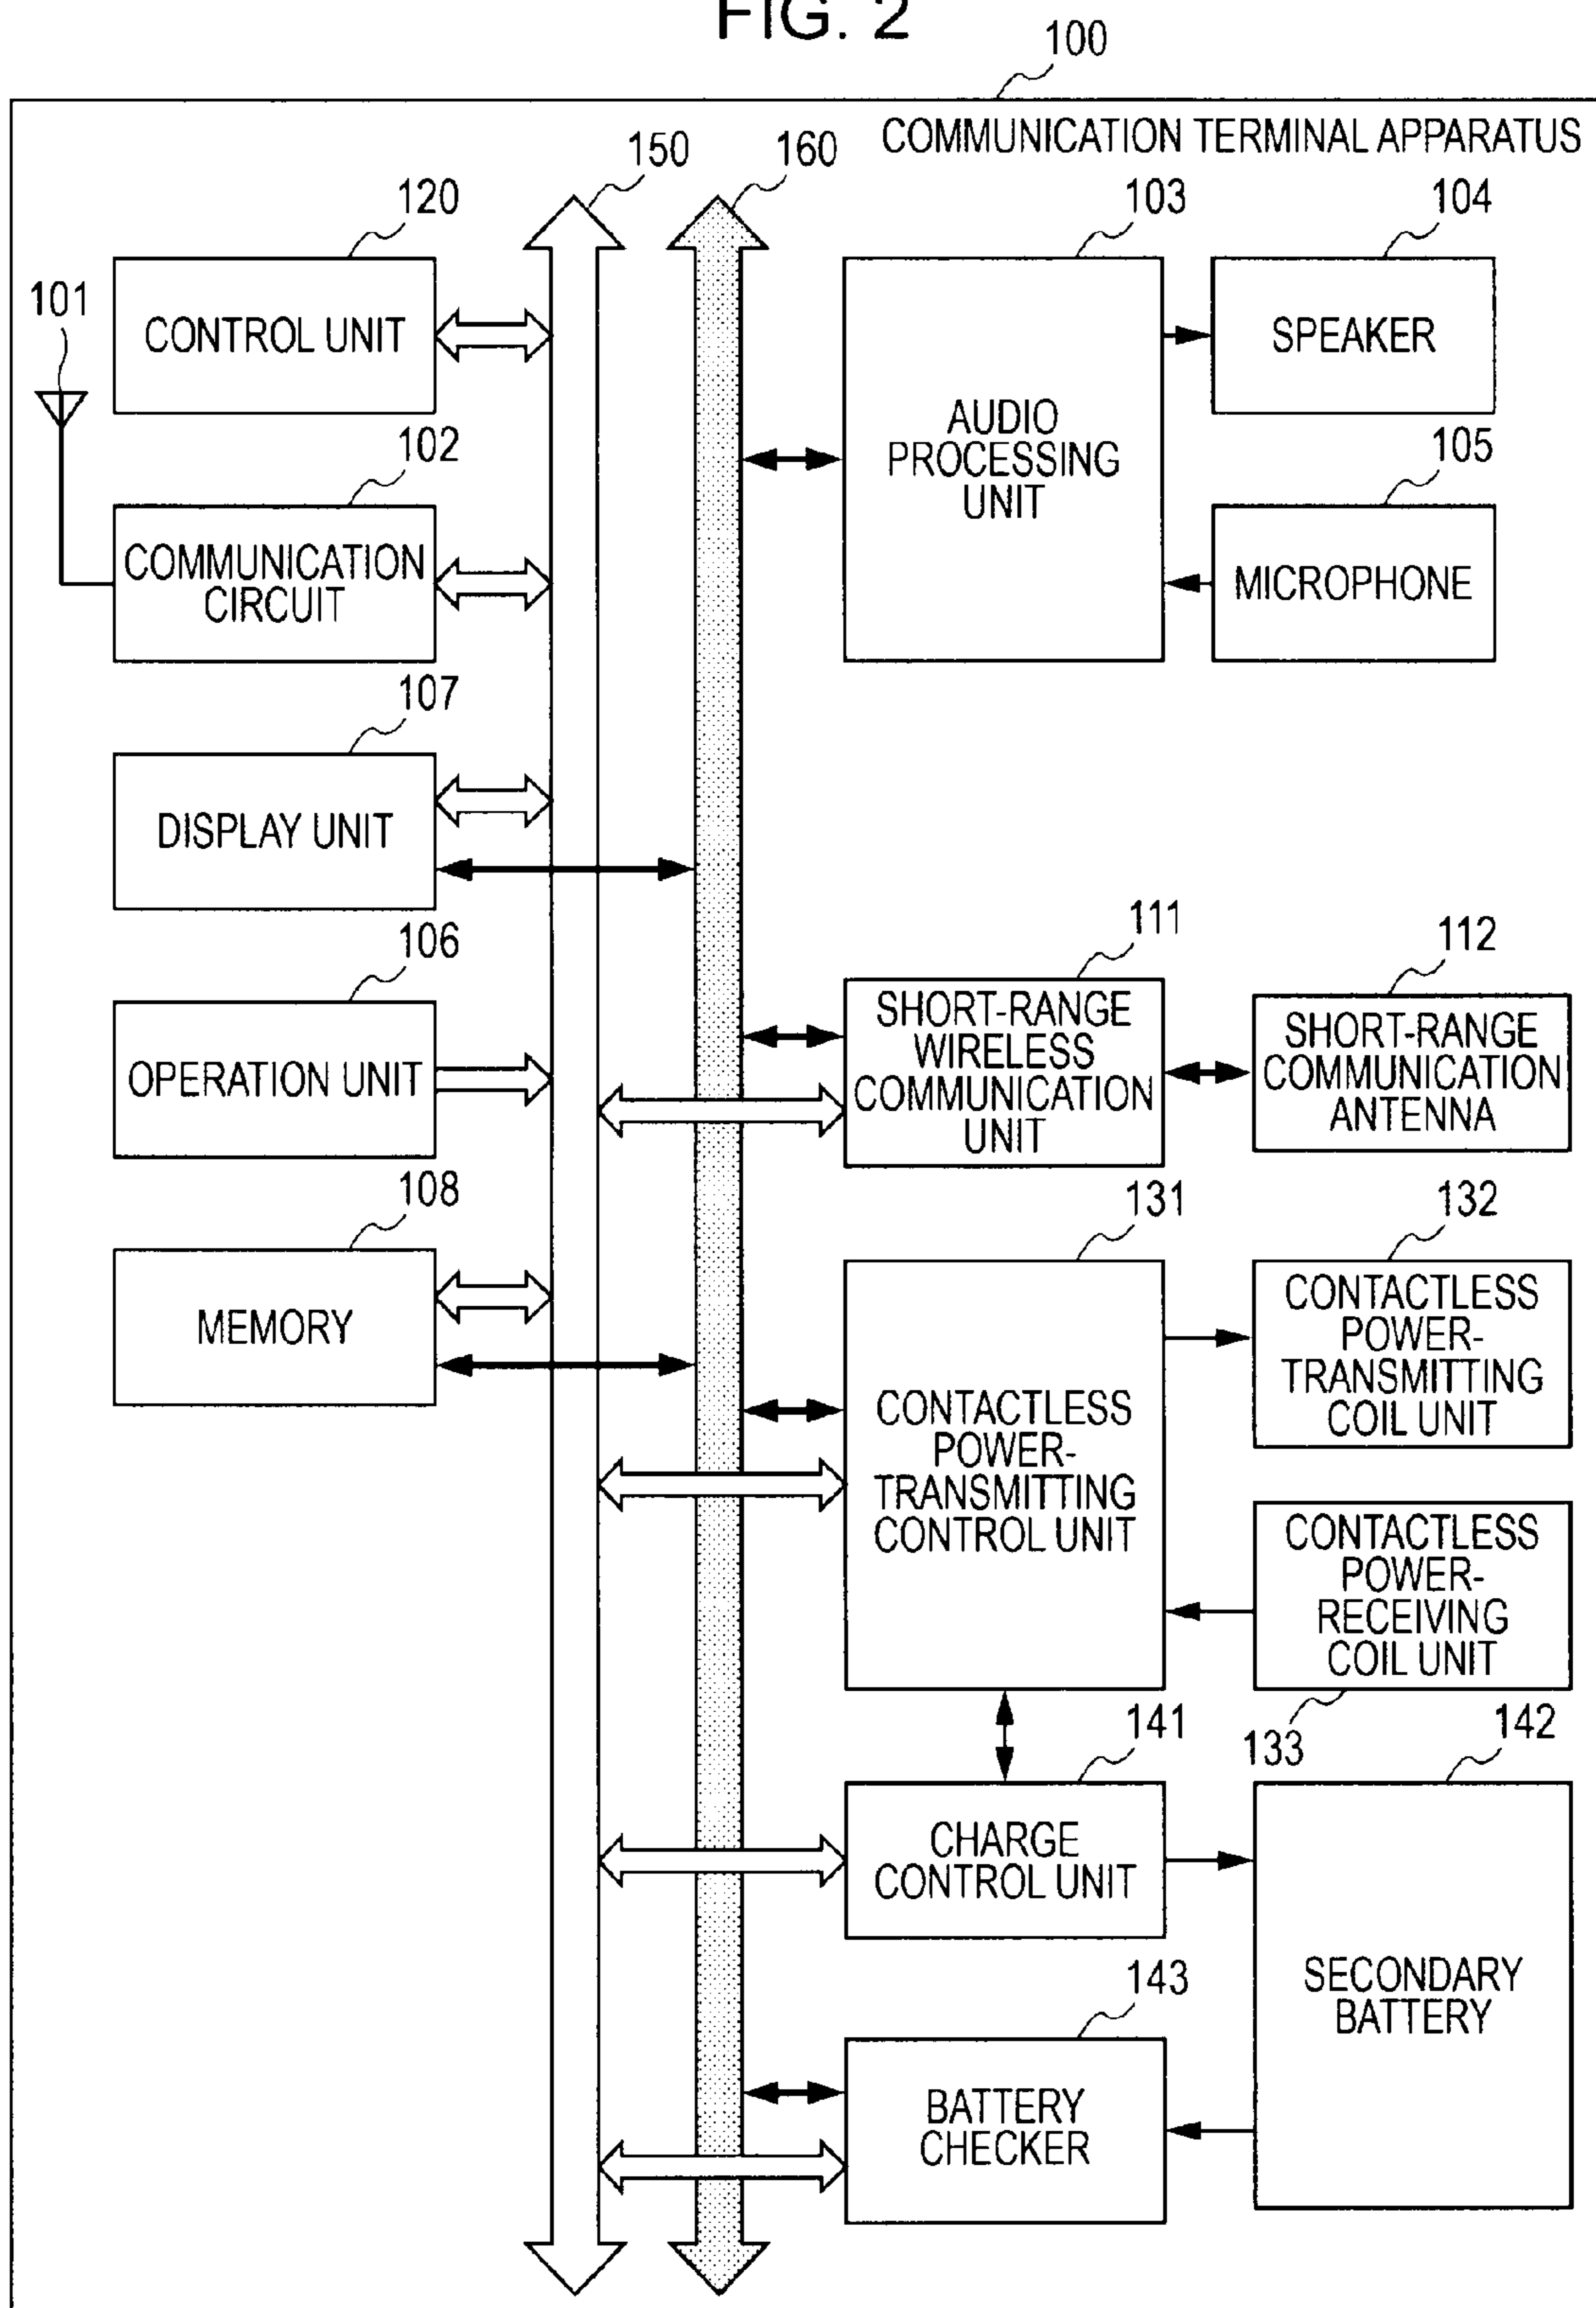 FIG. 2
100
COMMUNICATION TERMINAL APPARATUS
150
160
120
CONTROL UNIT
101
102
COMMUNICATION
CIRCUIT
107
DISPLAY UNIT
106
OPERATION UNIT
108
MEMORY
103
AUDIO
PROCESSING
UNIT
104
SPEAKER
105
MICROPHONE
111
SHORT-RANGE
WIRELESS
COMMUNICATION
UNIT
112
SHORT-RANGE
COMMUNICATION
ANTENNA
131
CONTACTLESS
POWER-
TRANSMITTING
CONTROL UNIT
132
CONTACTLESS
POWER-
TRANSMITTING
COIL UNIT
CONTACTLESS
POWER-
RECEIVING
COIL UNIT
133
141
CHARGE
CONTROL UNIT
142
SECONDARY
BATTERY
143
BATTERY
CHECKER